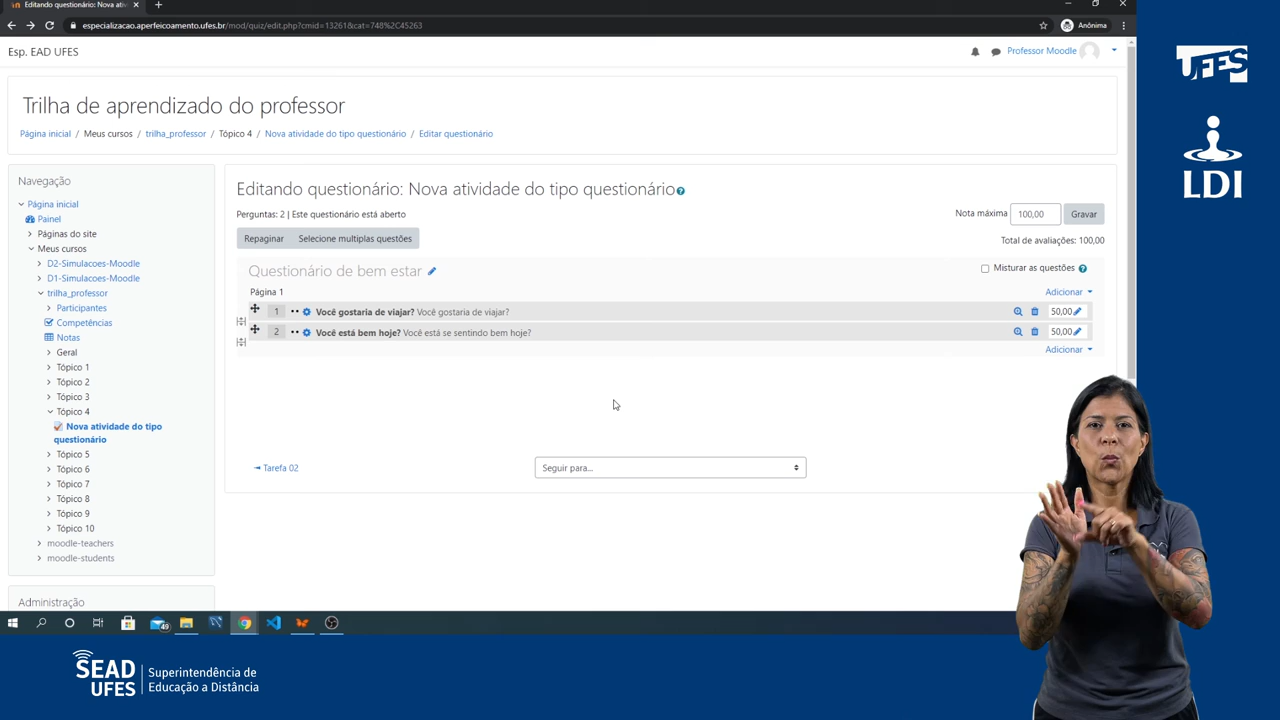 Editando questionário: Nova ativ
especializacao.aperfeicoamento.ufes.br/mod/quiz/edit.php?cmid=13261&cat=748%2C45263
Anônima
Esp. EAD UFES
Professor Moodle
Trilha de aprendizado do professor
Página inicial / Meus cursos / trilha_professor / Tópico 4 / Nova atividade do tipo questionário / Editar questionário
Navegação
Página inicial
Painel
Páginas do site
Meus cursos
D2-Simulacoes-Moodle
D1-Simulacoes-Moodle
trilha_professor
Participantes
Competências
Notas
Geral
Tópico 1
Tópico 2
Tópico 3
Tópico 4
Nova atividade do tipo
questionário
Tópico 5
Tópico 6
Tópico 7
Tópico 8
Tópico 9
Tópico 10
moodle-teachers
moodle-students
Administração
Editando questionário: Nova atividade do tipo questionário
Perguntas: 2 | Este questionário está aberto
Nota máxima 100,00 Gravar
Repaginar Selecione multiplas questões
Total de avaliações: 100,00
Questionário de bem estar
Misturar as questões
Página 1
Adicionar
1 Você gostaria de viajar? Você gostaria de viajar? 50,00
2 Você está bem hoje? Você está se sentindo bem hoje? 50,00
Adicionar
Tarefa 02
Seguir para...
49
UFES
LDI
SEAD
UFES
Superintendência de
Educação a Distância